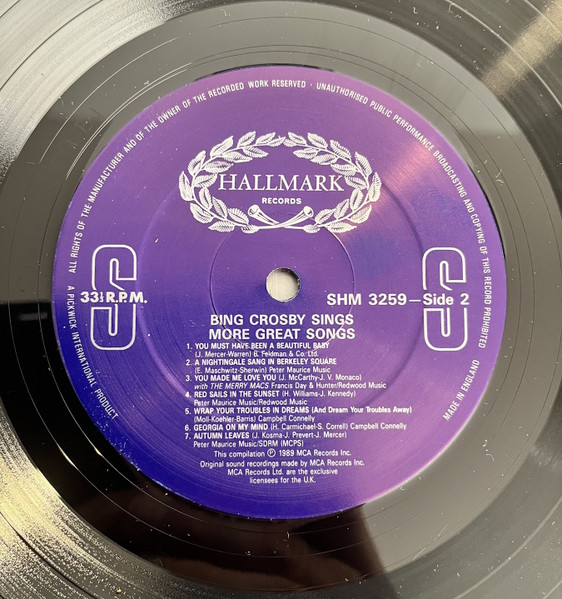 ALL RIGHTS OF THE MANUFACTURER AND OF THE OWNER OF THE RECORDED WORK RESERVED · UNAUTHORISED PUBLIC PERFORMANCE BROADCASTING AND COPYING OF THIS RECORD PROHIBITED
HALLMARK
RECORDS
S
S
33⅓ R.P.M.
SHM 3259—Side 2
BING CROSBY SINGS
MORE GREAT SONGS
1. YOU MUST HAVE BEEN A BEAUTIFUL BABY
(J. Mercer-Warren) B. Feldman & Co. Ltd.
2. A NIGHTINGALE SANG IN BERKELEY SQUARE
(E. Maschwitz-Sherwin) Peter Maurice Music
3. YOU MADE ME LOVE YOU (J. McCarthy-J. V. Monaco)
with THE MERRY MACS Francis Day & Hunter/Redwood Music
4. RED SAILS IN THE SUNSET (H. Williams-J. Kennedy)
Peter Maurice Music/Redwood Music
5. WRAP YOUR TROUBLES IN DREAMS (And Dream Your Troubles Away)
(Moll-Koehler-Barris) Campbell Connelly
6. GEORGIA ON MY MIND (H. Carmichael-S. Correll) Campbell Connelly
7. AUTUMN LEAVES (J. Kosma-J. Prevert-J. Mercer)
Peter Maurice Music/SDRM (MCPS)
This compilation Ⓟ 1989 MCA Records Inc.
Original sound recordings made by MCA Records Inc.
MCA Records Ltd. are the exclusive
licensees for the U.K.
A PICKWICK INTERNATIONAL PRODUCT
MADE IN ENGLAND